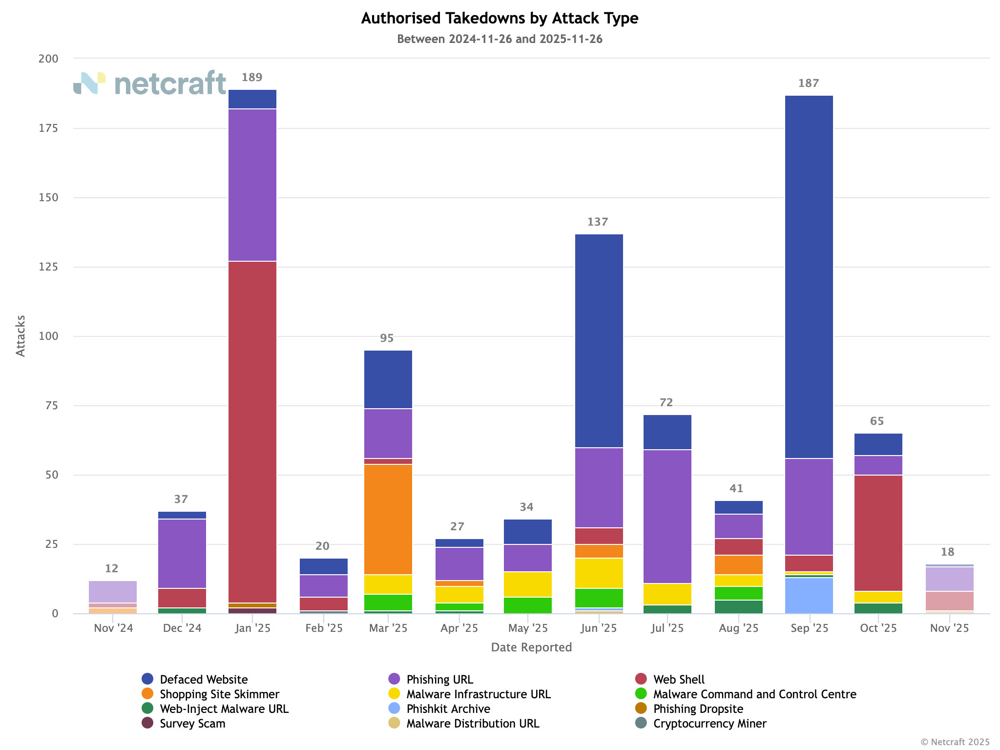 Authorised Takedowns by Attack Type
Between 2024-11-26 and 2025-11-26
200
netcraft
189
187
175
150
137
125
Attacks
100
95
75
72
65
50
41
37
34
27
25
20
18
12
0
Nov '24 Dec '24 Jan '25 Feb '25 Mar '25 Apr '25 May '25 Jun '25 Jul '25 Aug '25 Sep '25 Oct '25 Nov '25
Date Reported
Defaced Website Phishing URL Web Shell
Shopping Site Skimmer Malware Infrastructure URL Malware Command and Control Centre
Web-Inject Malware URL Phishkit Archive Phishing Dropsite
Survey Scam Malware Distribution URL Cryptocurrency Miner
© Netcraft 2025